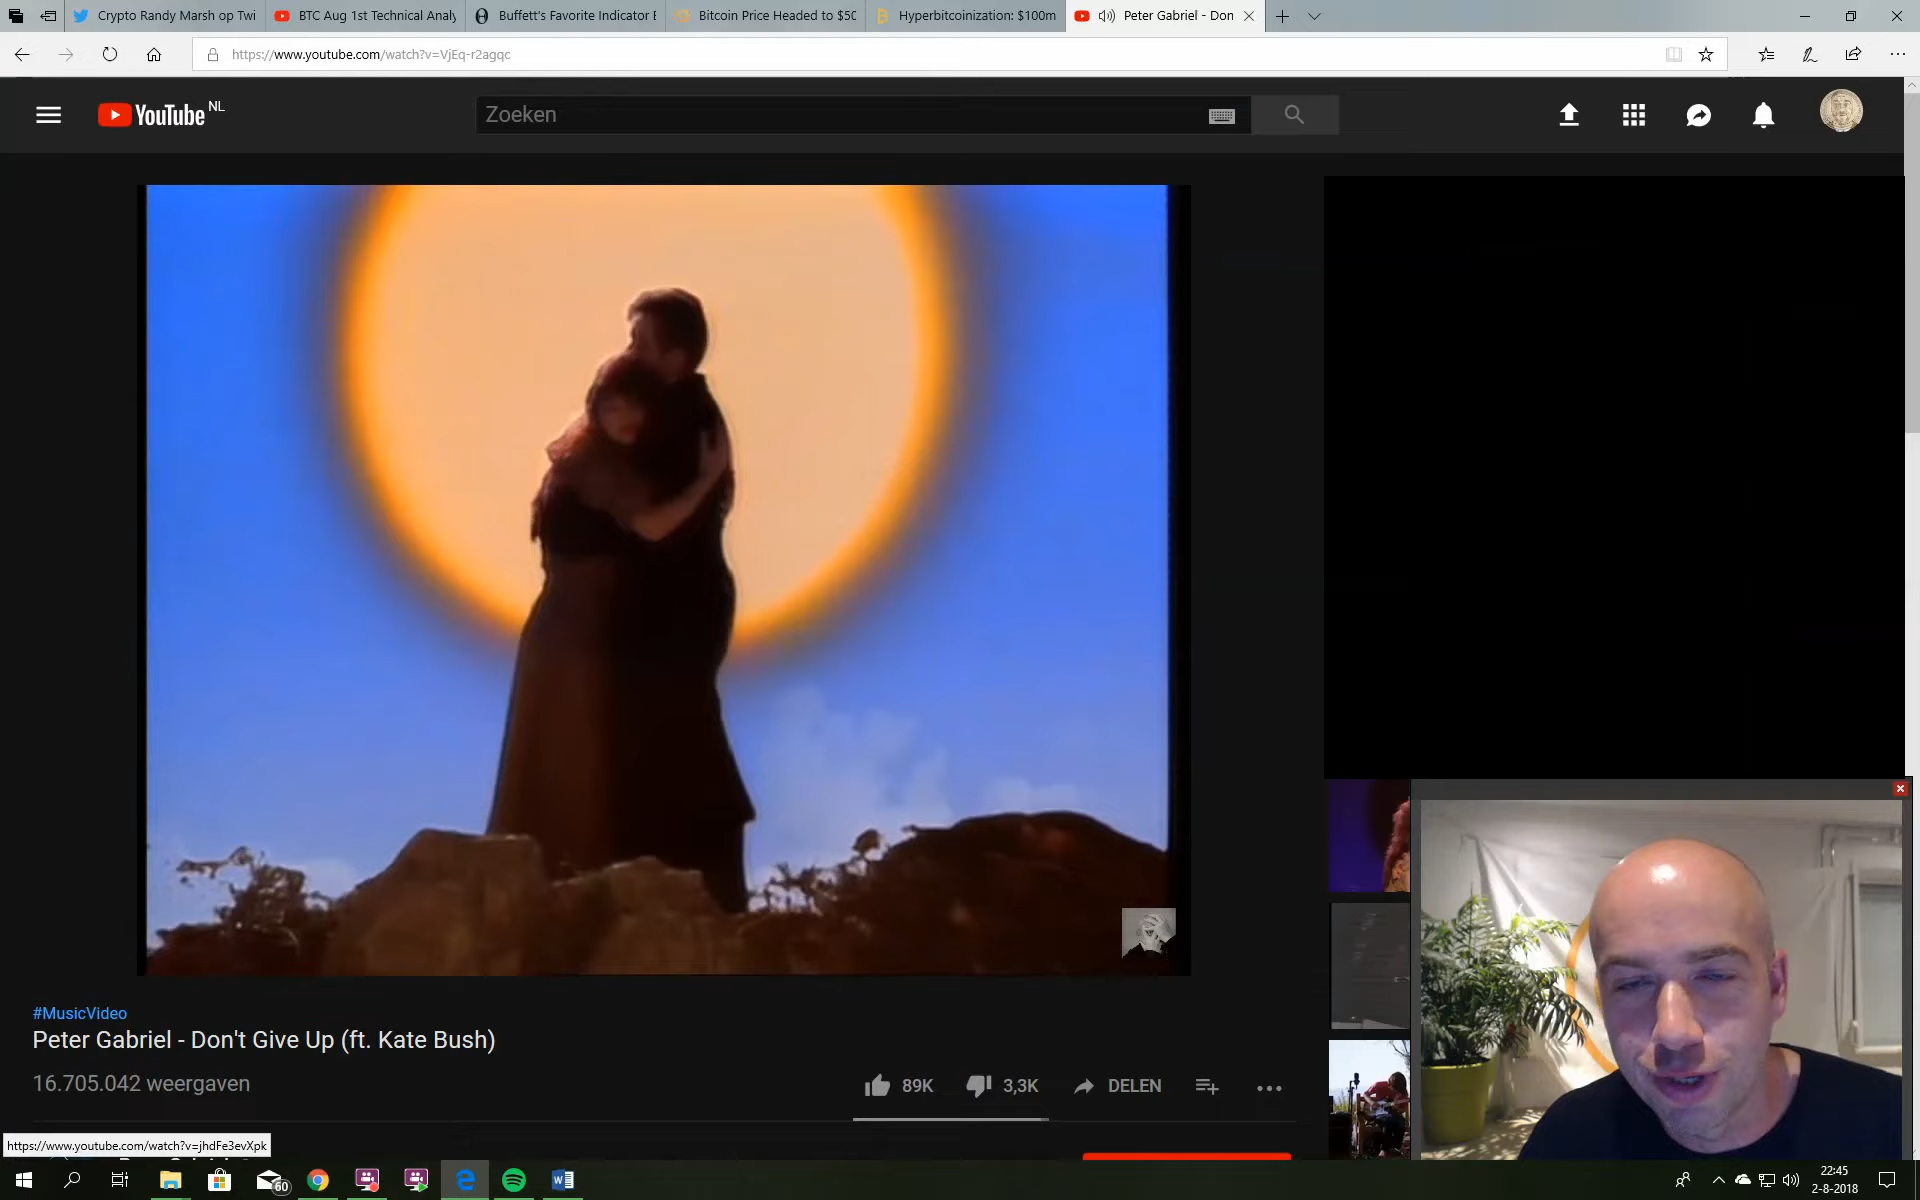 Crypto Randy Marsh op Twi
BTC Aug 1st Technical Analy
Buffett's Favorite Indicator E
Bitcoin Price Headed to $50
Hyperbitcoinization: $100m
Peter Gabriel - Don
https://www.youtube.com/watch?v=VjEq-r2agqc
YouTube NL
Zoeken
#MusicVideo
Peter Gabriel - Don't Give Up (ft. Kate Bush)
16.705.042 weergaven
89K
3,3K
DELEN
https://www.youtube.com/watch?v=jhdFe3evXpk
60
22:45
2-8-2018